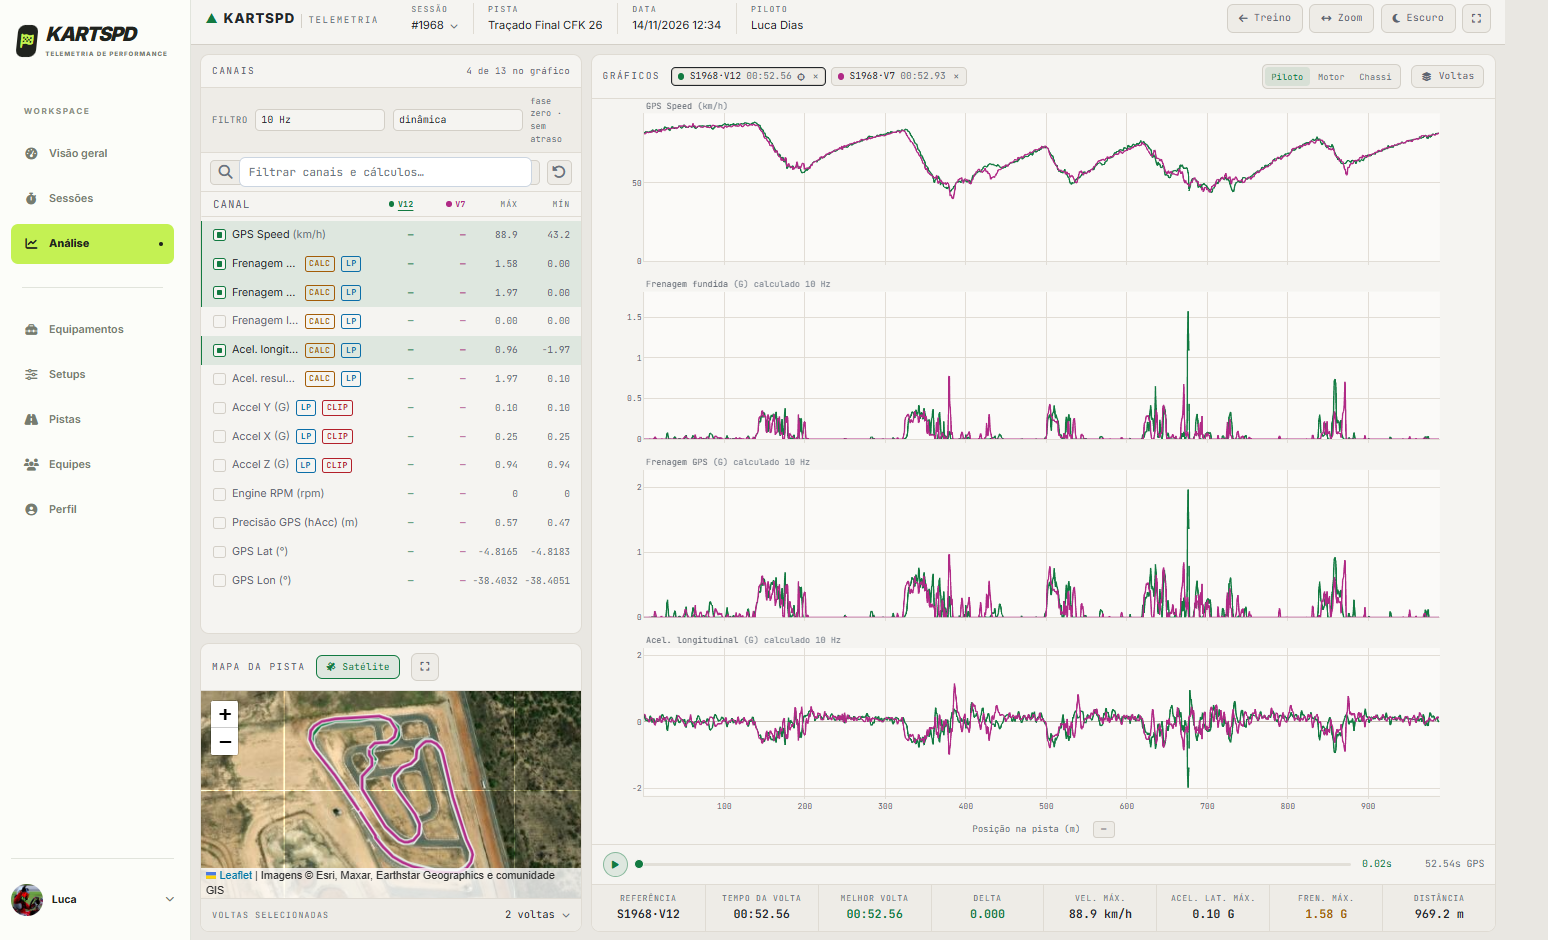 KARTSPD
TELEMETRIA DE PERFORMANCE
WORKSPACE
Visão geral
Sessões
Análise
Equipamentos
Setups
Pistas
Equipes
Perfil
Luca
KARTSPD | TELEMETRIA
SESSÃO
#1968
PISTA
Traçado Final CFK 26
DATA
14/11/2026 12:34
PILOTO
Luca Dias
← Treino
↔ Zoom
Escuro
CANAIS
4 de 13 no gráfico
FILTRO
10 Hz
dinâmica
fase
zero ·
sem
atraso
Filtrar canais e cálculos…
CANAL V12 V7 MÁX MÍN
GPS Speed (km/h) — — 88.9 43.2
Frenagem ... CALC LP — — 1.58 0.00
Frenagem ... CALC LP — — 1.97 0.00
Frenagem l... CALC LP — — 0.00 0.00
Acel. longit... CALC LP — — 0.96 -1.97
Acel. resul... CALC LP — — 1.97 0.10
Accel Y (G) LP CLIP — — 0.10 0.10
Accel X (G) LP CLIP — — 0.25 0.25
Accel Z (G) LP CLIP — — 0.94 0.94
Engine RPM (rpm) — — 0 0
Precisão GPS (hAcc) (m) — — 0.57 0.47
GPS Lat (°) — — -4.8165 -4.8183
GPS Lon (°) — — -38.4032 -38.4051
MAPA DA PISTA
Satélite
+
−
Leaflet | Imagens © Esri, Maxar, Earthstar Geographics e comunidade
GIS
VOLTAS SELECIONADAS
2 voltas
GRÁFICOS
S1968·V12 00:52.56 ×
S1968·V7 00:52.93 ×
Piloto
Motor
Chassi
Voltas
GPS Speed (km/h)
50
0
Frenagem fundida (G) calculado 10 Hz
1.5
1
0.5
0
Frenagem GPS (G) calculado 10 Hz
2
1
0
Acel. longitudinal (G) calculado 10 Hz
2
0
-2
100 200 300 400 500 600 700 800 900
Posição na pista (m) —
0.02s
52.54s GPS
REFERÊNCIA
S1968·V12
TEMPO DA VOLTA
00:52.56
MELHOR VOLTA
00:52.56
DELTA
0.000
VEL. MÁX.
88.9 km/h
ACEL. LAT. MÁX.
0.10 G
FREN. MÁX.
1.58 G
DISTÂNCIA
969.2 m